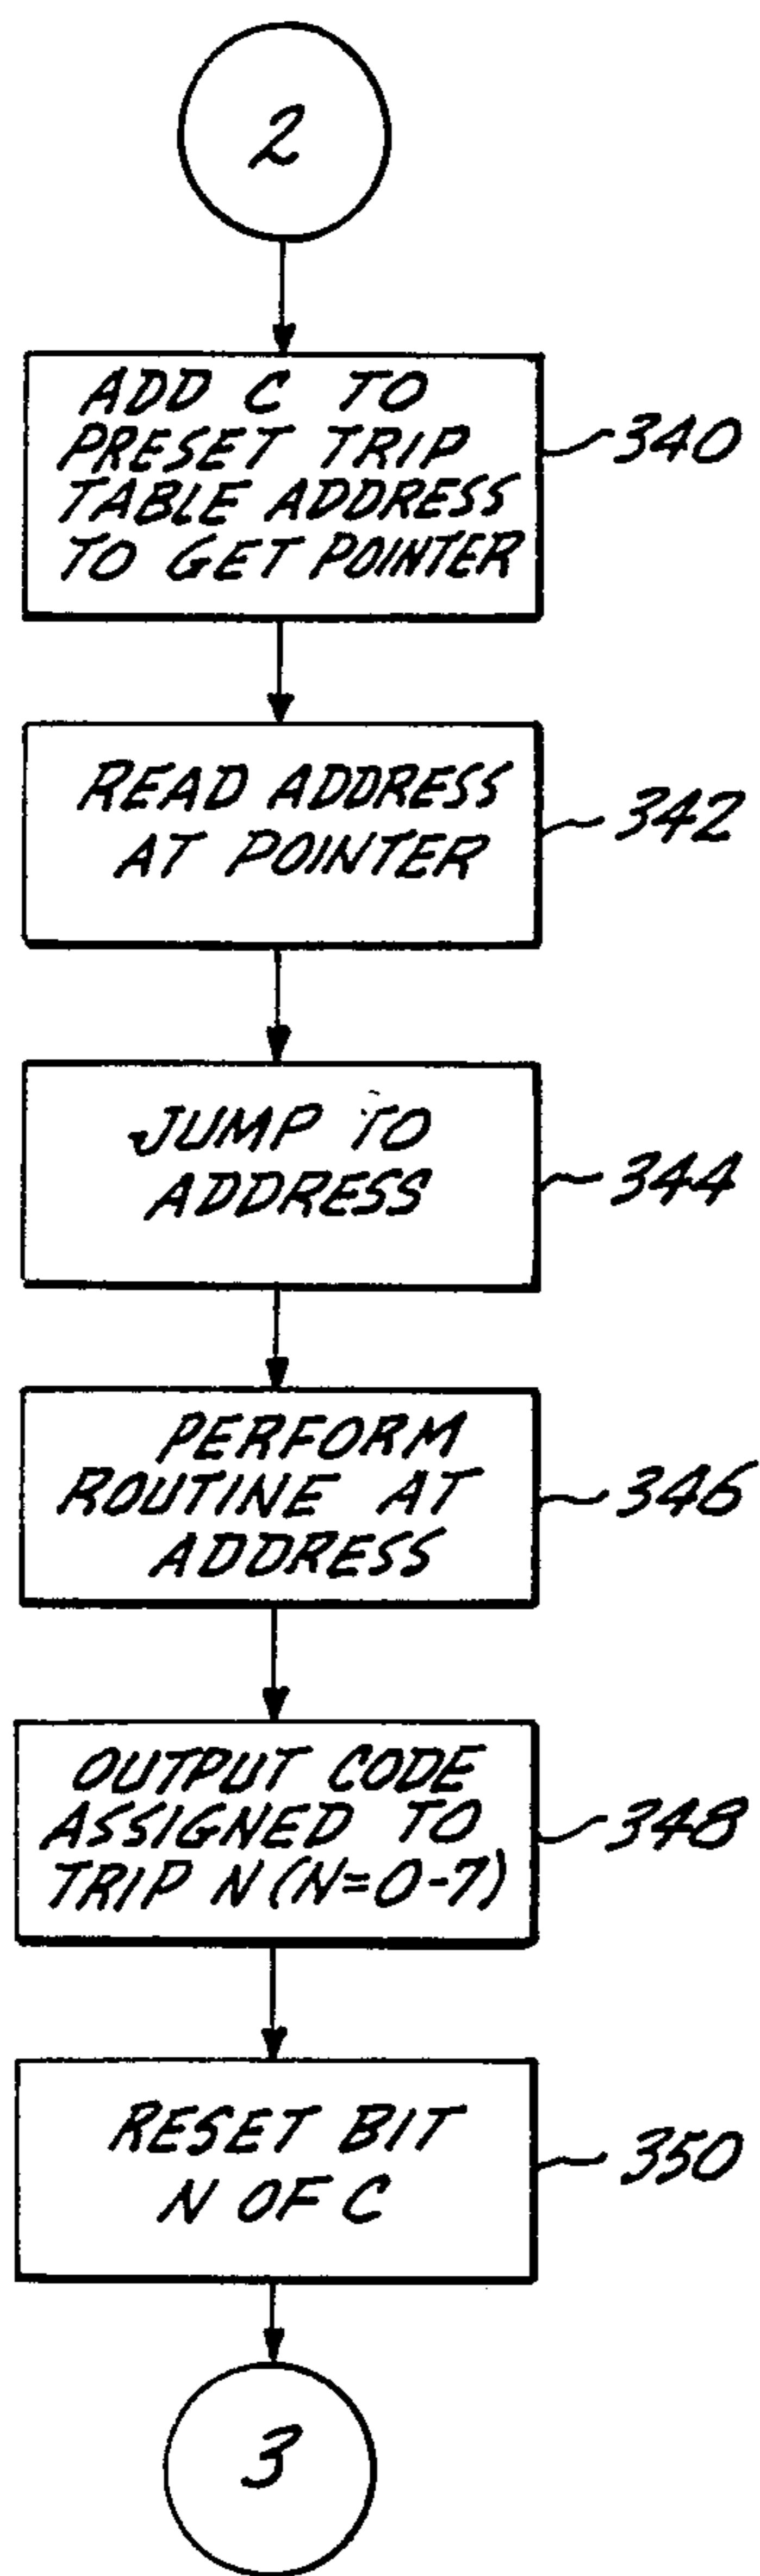 2
ADD C TO
PRESET TRIP
TABLE ADDRESS
TO GET POINTER
340
READ ADDRESS
AT POINTER
342
JUMP TO
ADDRESS
344
PERFORM
ROUTINE AT
ADDRESS
346
OUTPUT CODE
ASSIGNED TO
TRIP N (N=0-7)
348
RESET BIT
N OF C
350
3